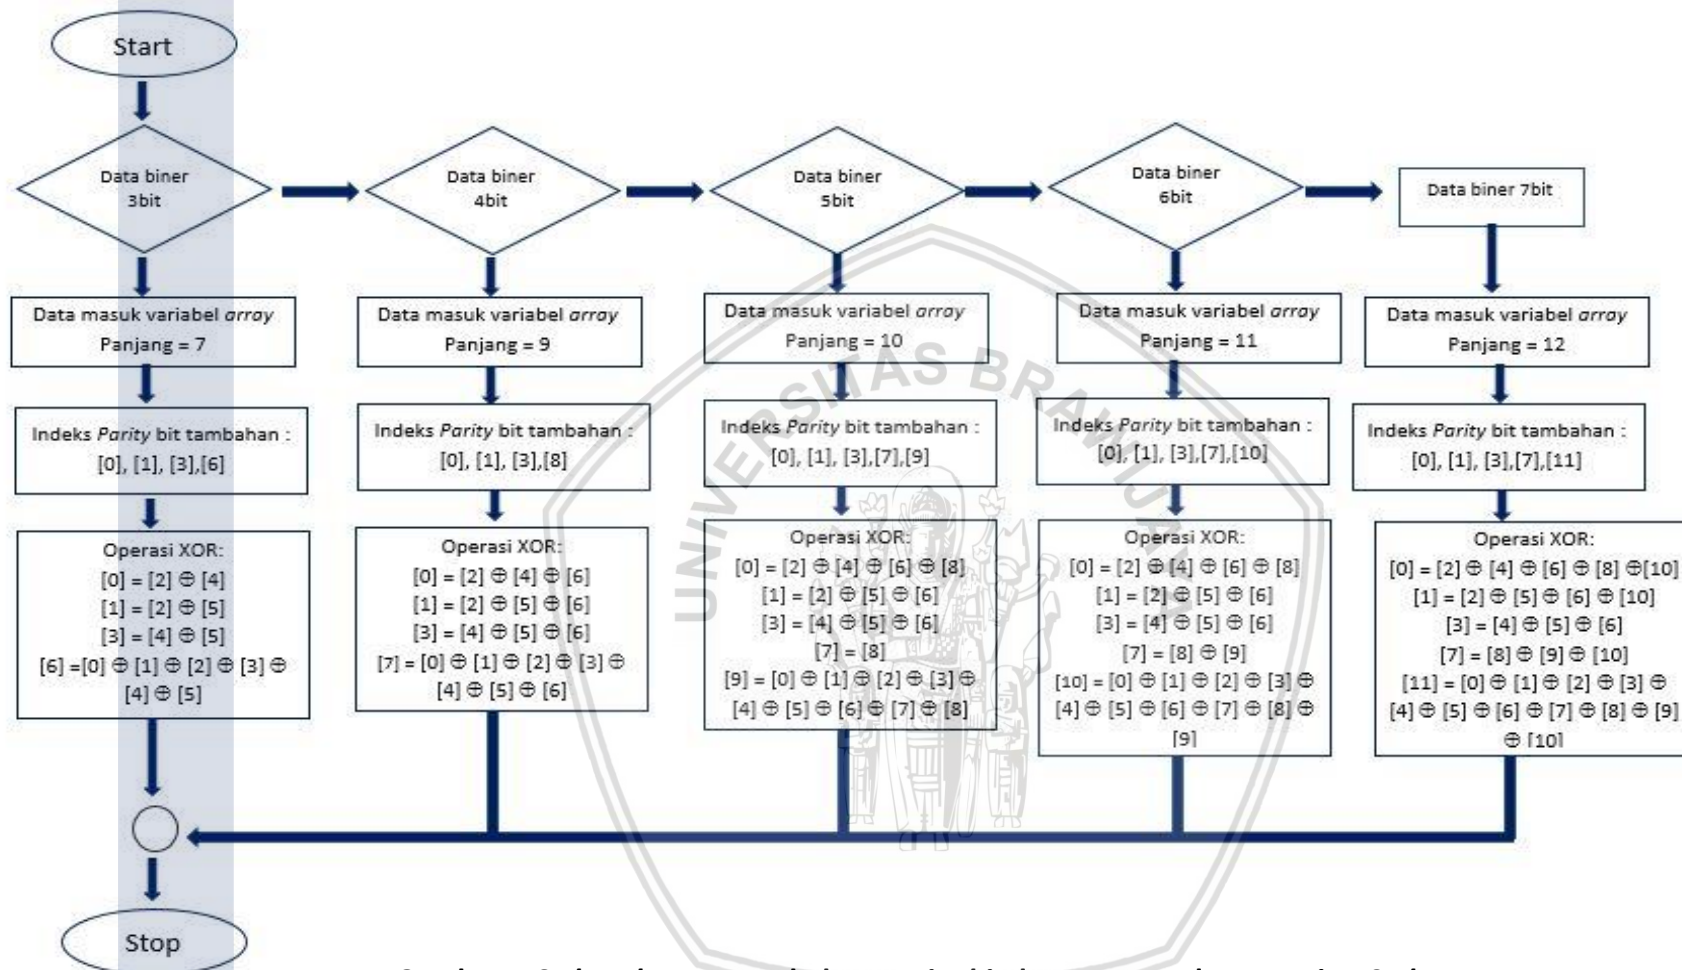 Start
Data biner
3bit
Data biner
4bit
Data biner
5bit
Data biner
6bit
Data biner 7bit
Data masuk variabel array
Panjang = 7
Data masuk variabel array
Panjang = 9
Data masuk variabel array
Panjang = 10
Data masuk variabel array
Panjang = 11
Data masuk variabel array
Panjang = 12
Indeks Parity bit tambahan :
[0], [1], [3],[6]
Indeks Parity bit tambahan :
[0], [1], [3],[8]
Indeks Parity bit tambahan :
[0], [1], [3],[7],[9]
Indeks Parity bit tambahan :
[0], [1], [3],[7],[10]
Indeks Parity bit tambahan :
[0], [1], [3],[7],[11]
Operasi XOR:
[0] = [2] ⊕ [4]
[1] = [2] ⊕ [5]
[3] = [4] ⊕ [5]
[6] =[0] ⊕ [1] ⊕ [2] ⊕ [3] ⊕
[4] ⊕ [5]
Operasi XOR:
[0] = [2] ⊕ [4] ⊕ [6]
[1] = [2] ⊕ [5] ⊕ [6]
[3] = [4] ⊕ [5] ⊕ [6]
[7] = [0] ⊕ [1] ⊕ [2] ⊕ [3] ⊕
[4] ⊕ [5] ⊕ [6]
Operasi XOR:
[0] = [2] ⊕ [4] ⊕ [6] ⊕ [8]
[1] = [2] ⊕ [5] ⊕ [6]
[3] = [4] ⊕ [5] ⊕ [6]
[7] = [8]
[9] = [0] ⊕ [1] ⊕ [2] ⊕ [3] ⊕
[4] ⊕ [5] ⊕ [6] ⊕ [7] ⊕ [8]
Operasi XOR:
[0] = [2] ⊕ [4] ⊕ [6] ⊕ [8]
[1] = [2] ⊕ [5] ⊕ [6]
[3] = [4] ⊕ [5] ⊕ [6]
[7] = [8] ⊕ [9]
[10] = [0] ⊕ [1] ⊕ [2] ⊕ [3] ⊕
[4] ⊕ [5] ⊕ [6] ⊕ [7] ⊕ [8] ⊕
[9]
Operasi XOR:
[0] = [2] ⊕ [4] ⊕ [6] ⊕ [8] ⊕[10]
[1] = [2] ⊕ [5] ⊕ [6] ⊕ [10]
[3] = [4] ⊕ [5] ⊕ [6]
[7] = [8] ⊕ [9] ⊕ [10]
[11] = [0] ⊕ [1] ⊕ [2] ⊕ [3] ⊕
[4] ⊕ [5] ⊕ [6] ⊕ [7] ⊕ [8] ⊕ [9]
⊕ [10]
UNIVERSITAS BRAWIJAYA
Stop